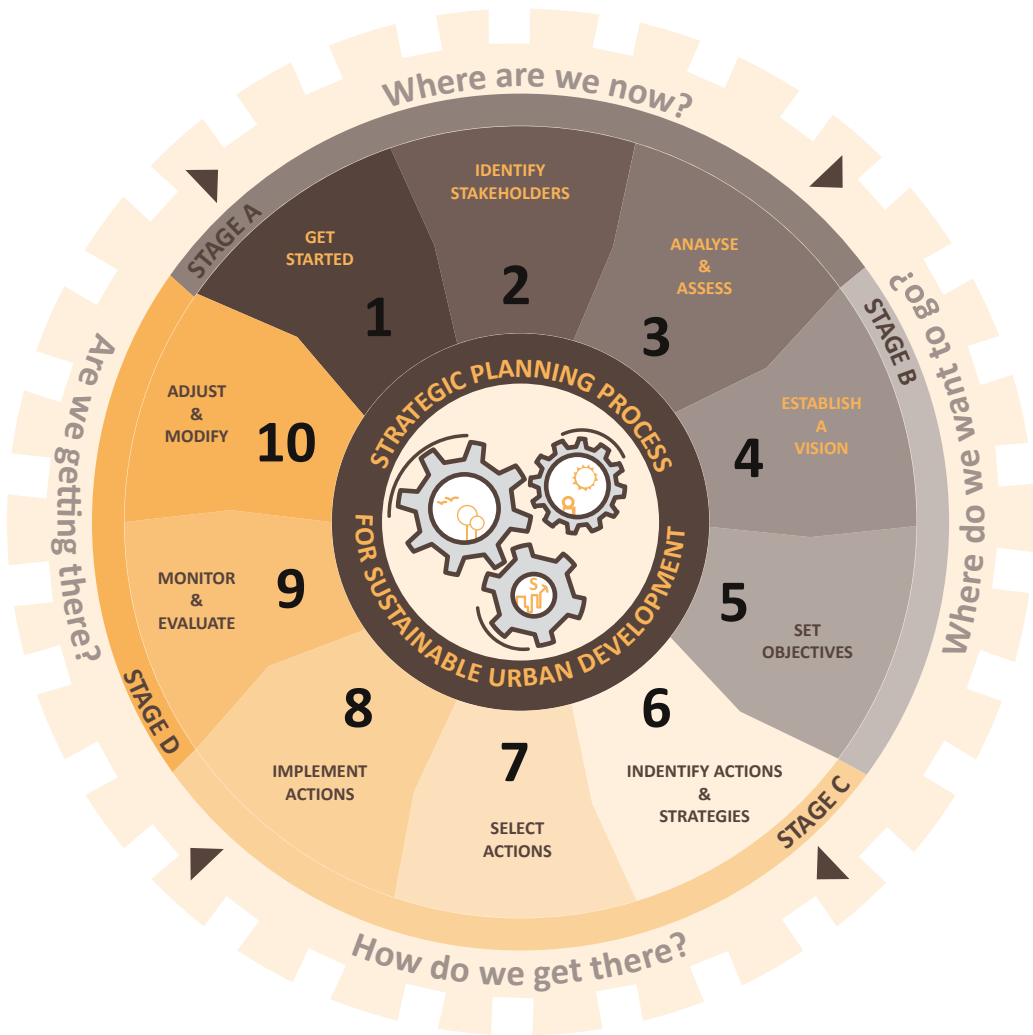 Where are we now?
STAGE A
GET
STARTED
1
IDENTIFY
STAKEHOLDERS
2
ANALYSE
&
ASSESS
3
Where do we want to go?
STAGE B
ESTABLISH
A
VISION
4
SET
OBJECTIVES
5
How do we get there?
STAGE C
INDENTIFY ACTIONS
&
STRATEGIES
6
SELECT
ACTIONS
7
IMPLEMENT
ACTIONS
8
Are we getting there?
STAGE D
MONITOR
&
EVALUATE
9
ADJUST
&
MODIFY
10
STRATEGIC PLANNING PROCESS
FOR SUSTAINABLE URBAN DEVELOPMENT
S